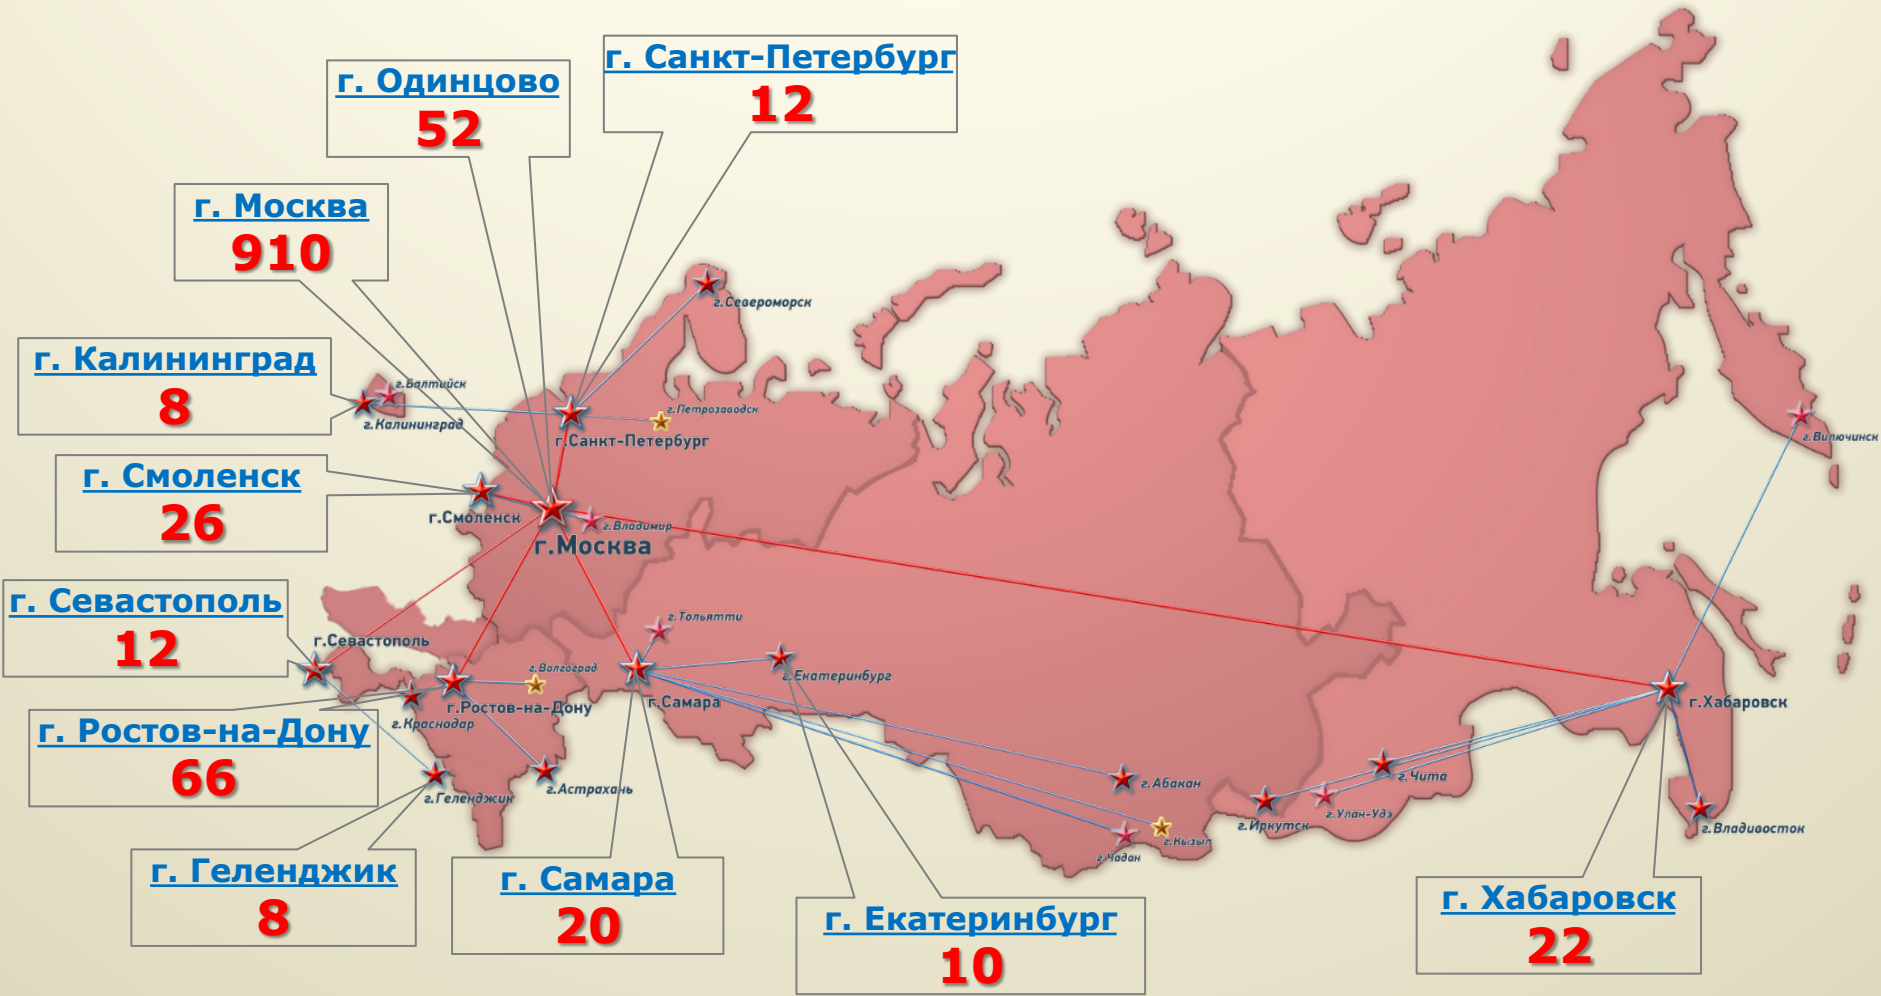 г. Санкт-Петербург
12
г. Одинцово
52
г. Москва
910
г. Калининград
8
г. Смоленск
26
г. Севастополь
12
г. Ростов-на-Дону
66
г. Геленджик
8
г. Самара
20
г. Екатеринбург
10
г. Хабаровск
22
г.Североморск
г.Балтийск
г.Калининград
г.Петрозаводск
г.Санкт-Петербург
г.Вилючинск
г.Смоленск
г.Владимир
г.Москва
г.Тольятти
г.Севастополь
г.Волгоград
г.Екатеринбург
г.Самара
г.Ростов-на-Дону
г.Краснодар
г.Хабаровск
г.Геленджик
г.Астрахань
г.Абакан
г.Чита
г.Улан-Удэ
г.Иркутск
г.Кызыл
г.Чадан
г.Владивосток